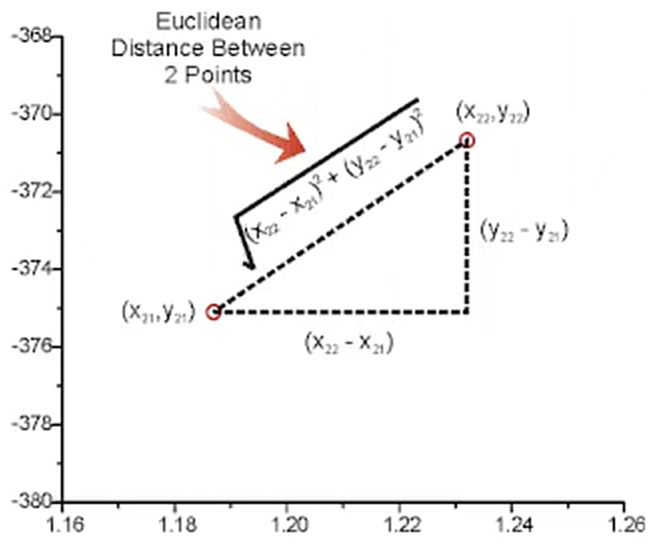 Euclidean
Distance Between
2 Points
-368
-370
-372
-374
-376
-378
-380
(x₂₂,y₂₂)
√(x₂₂ - x₂₁)² + (y₂₂ - y₂₁)²
(y₂₂ - y₂₁)
(x₂₁,y₂₁)
(x₂₂ - x₂₁)
1.16 1.18 1.20 1.22 1.24 1.26